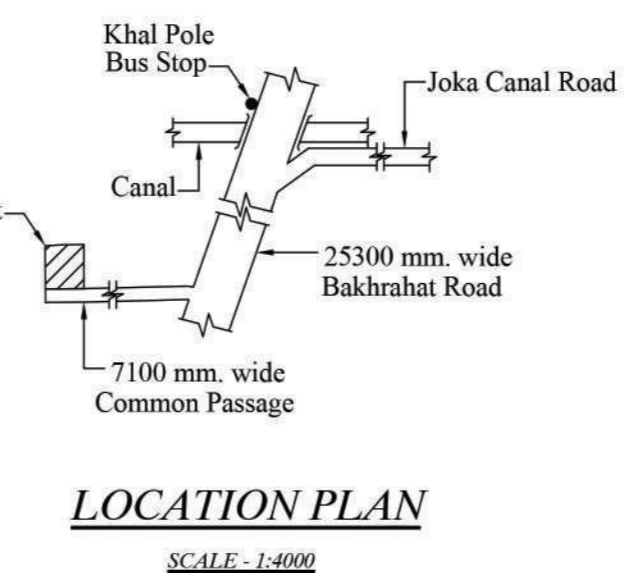 Khal Pole
Bus Stop
Joka Canal Road
Canal
25300 mm. wide
Bakhrahat Road
7100 mm. wide
Common Passage
LOCATION PLAN
SCALE - 1:4000